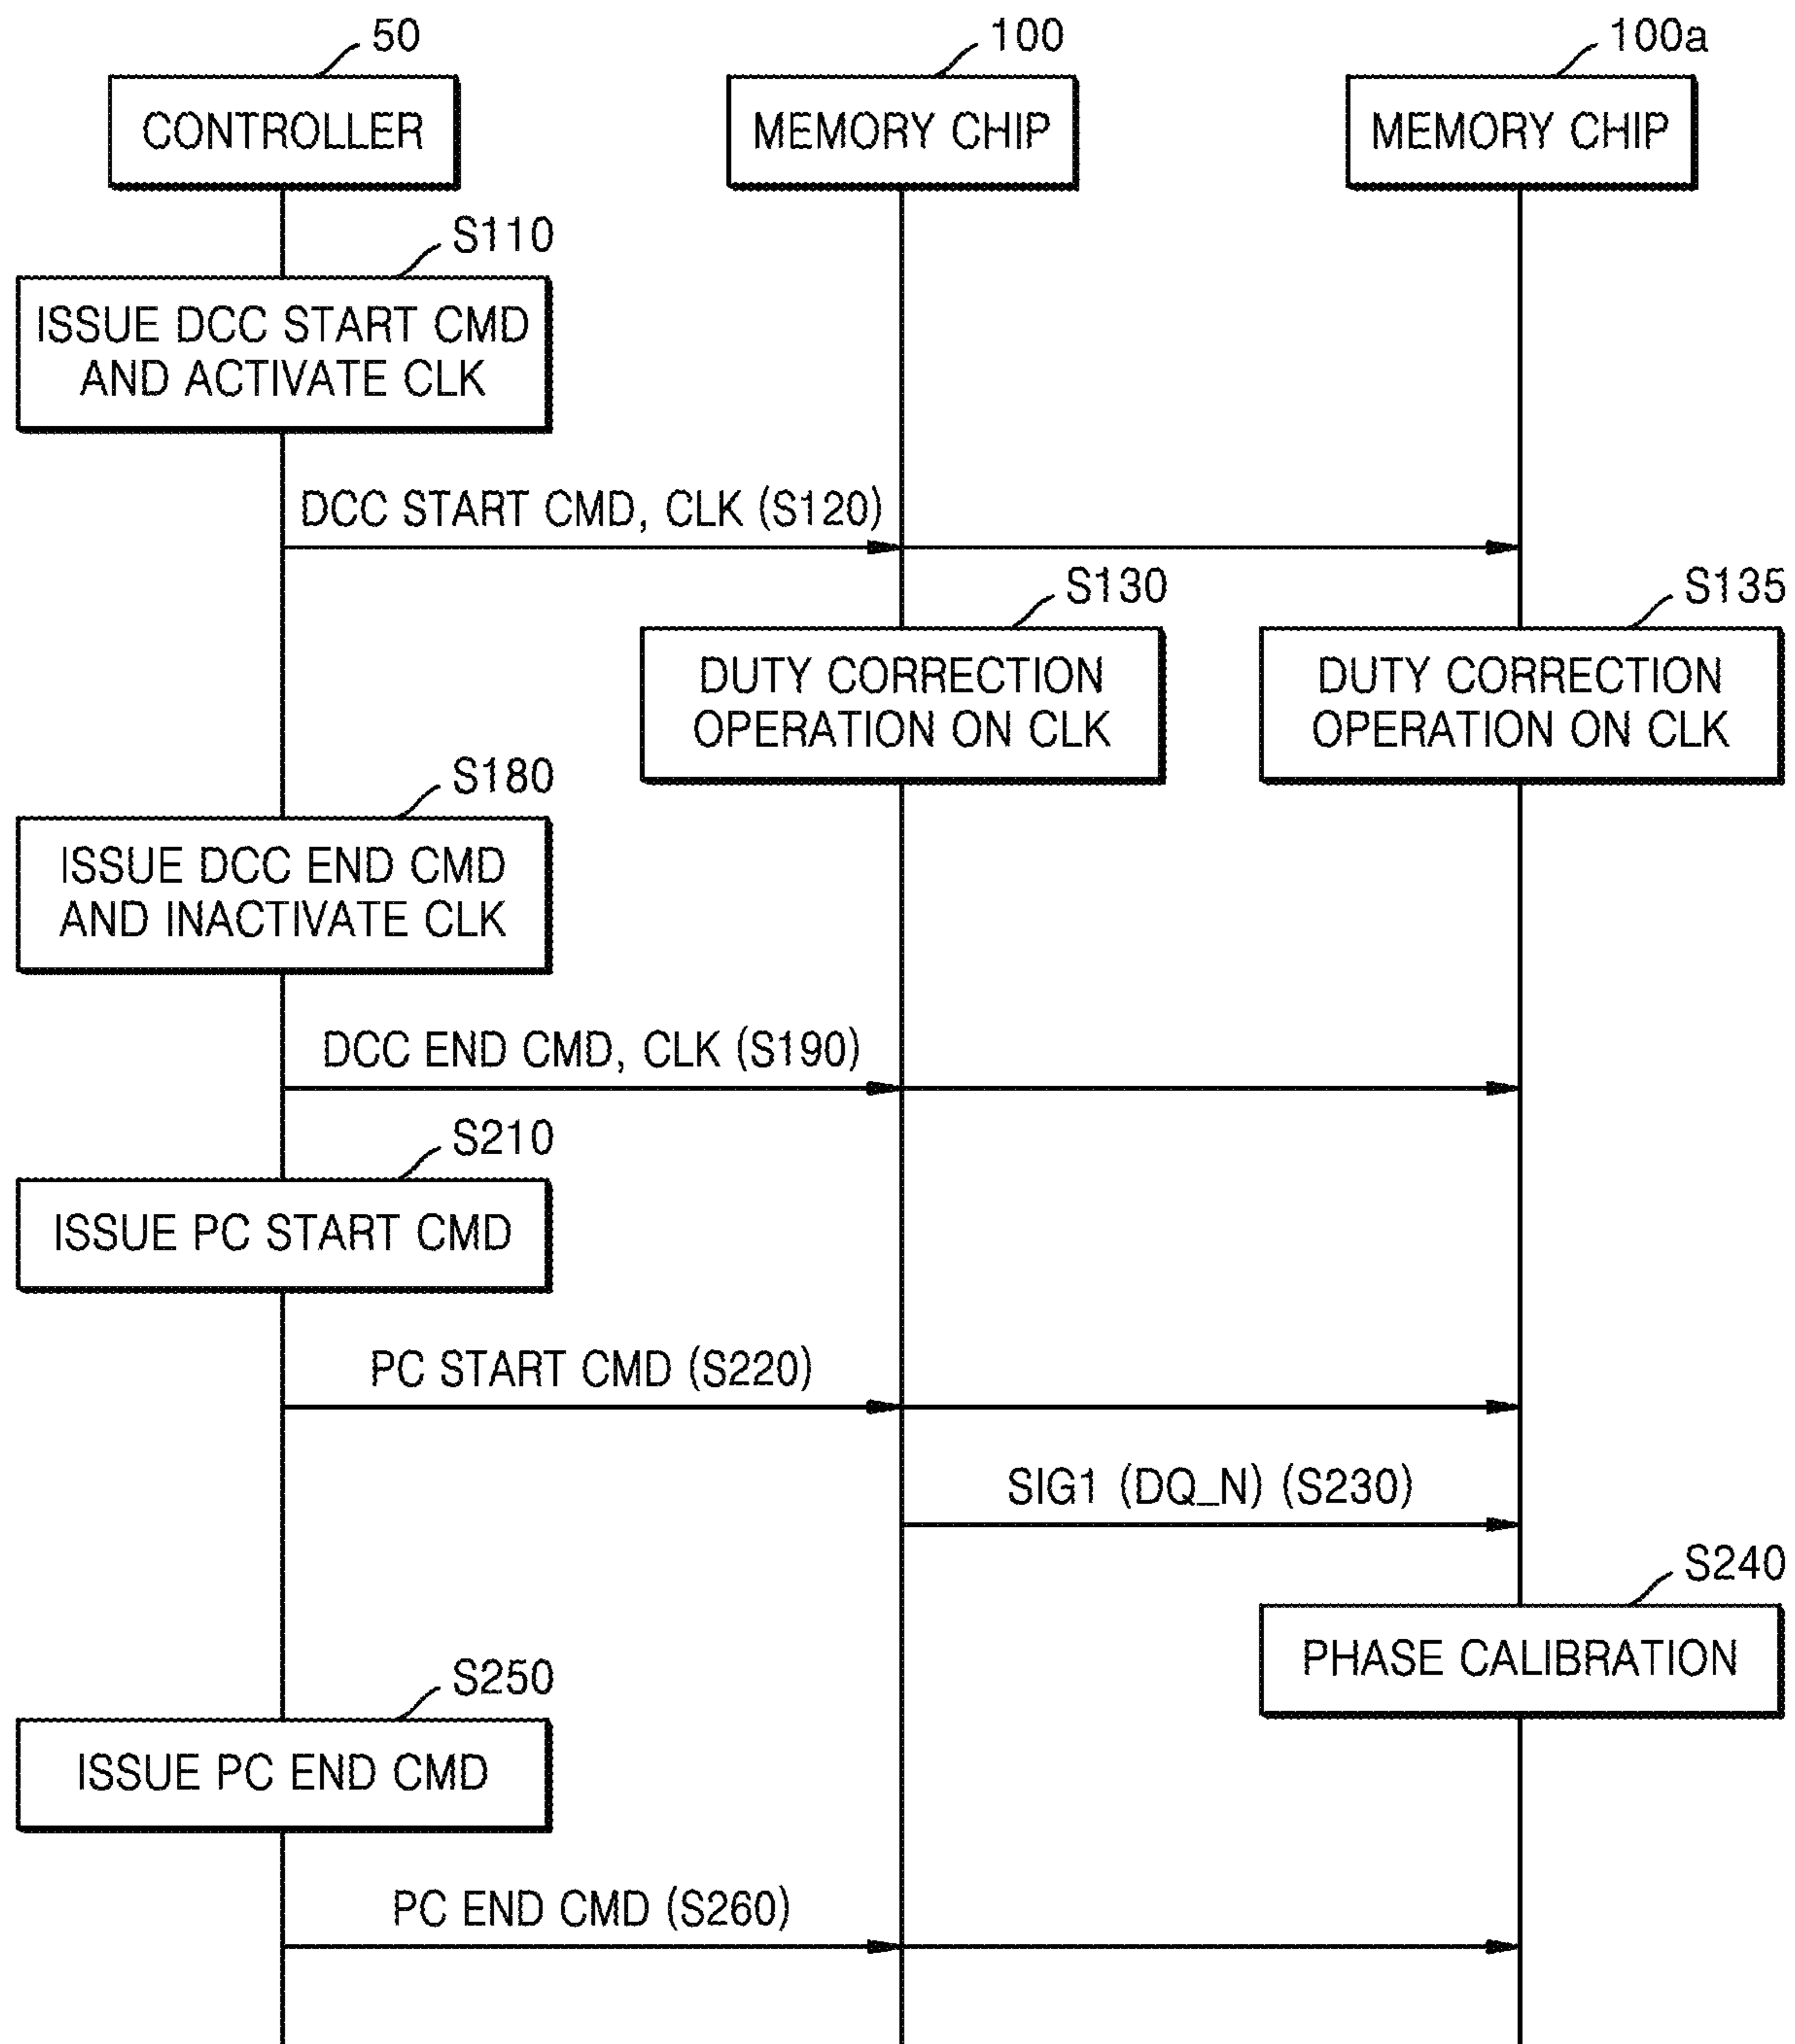 50
100
100a
CONTROLLER
MEMORY CHIP
MEMORY CHIP
S110
ISSUE DCC START CMD
AND ACTIVATE CLK
DCC START CMD, CLK (S120)
S130
S135
DUTY CORRECTION
OPERATION ON CLK
DUTY CORRECTION
OPERATION ON CLK
S180
ISSUE DCC END CMD
AND INACTIVATE CLK
DCC END CMD, CLK (S190)
S210
ISSUE PC START CMD
PC START CMD (S220)
SIG1 (DQ_N) (S230)
S240
PHASE CALIBRATION
S250
ISSUE PC END CMD
PC END CMD (S260)